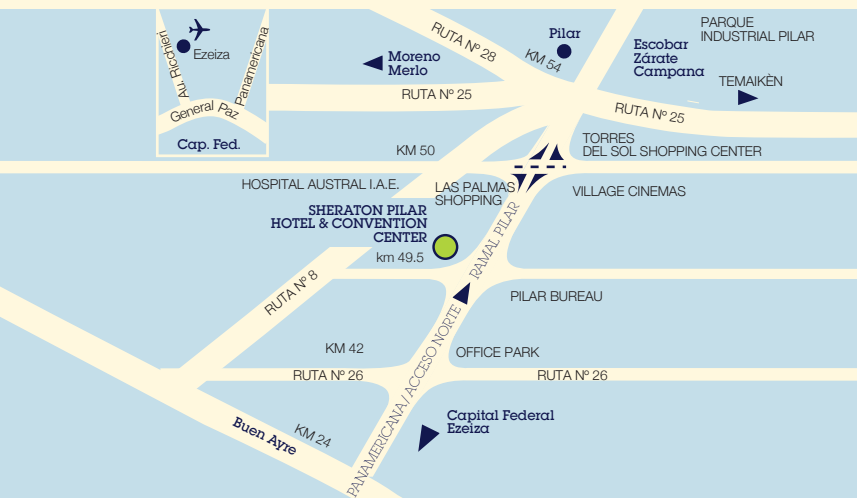 Au. Ricchieri
Ezeiza
Panamericana
General Paz
Cap. Fed.
Moreno
Merlo
RUTA Nº 28
Pilar
KM 54
Escobar
Zárate
Campana
PARQUE
INDUSTRIAL PILAR
TEMAIKÈN
RUTA Nº 25
RUTA Nº 25
KM 50
TORRES
DEL SOL SHOPPING CENTER
HOSPITAL AUSTRAL I.A.E.
LAS PALMAS
SHOPPING
VILLAGE CINEMAS
SHERATON PILAR
HOTEL & CONVENTION
CENTER
km 49.5
RAMAL PILAR
RUTA Nº 8
PILAR BUREAU
KM 42
OFFICE PARK
RUTA Nº 26
RUTA Nº 26
PANAMERICANA/ACCESO NORTE
Capital Federal
Ezeiza
Buen Ayre
KM 24